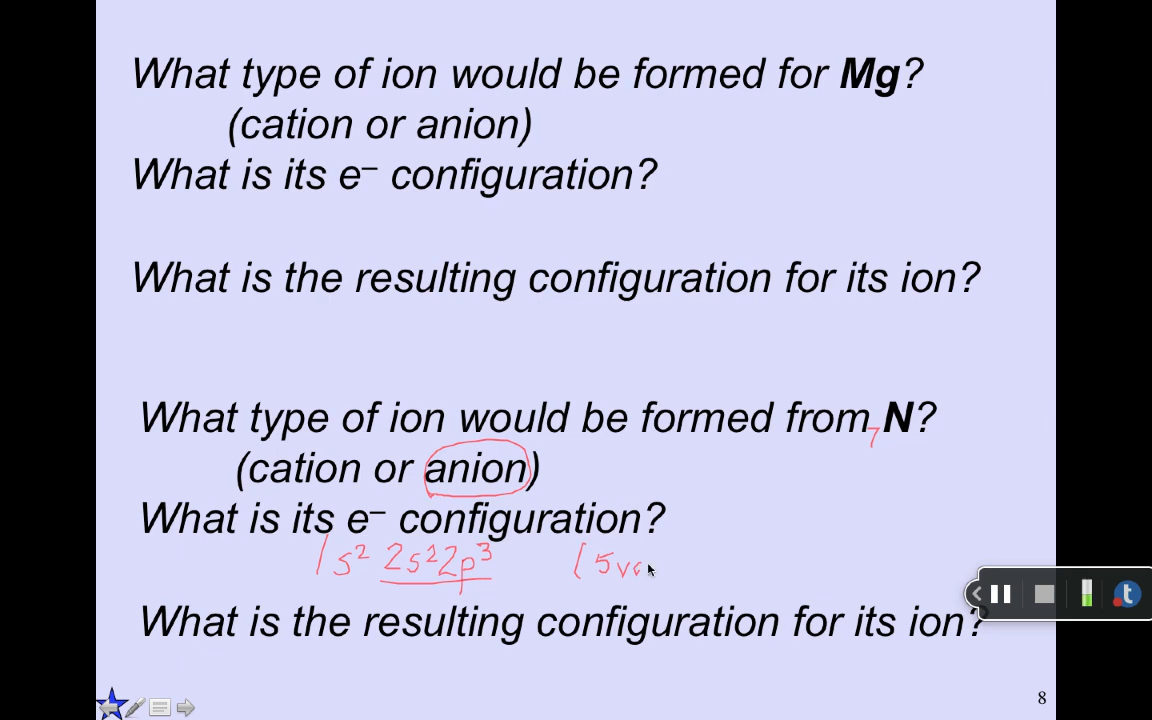 What type of ion would be formed for Mg?
(cation or anion)
What is its e– configuration?
What is the resulting configuration for its ion?
What type of ion would be formed from 7 N?
(cation or anion)
What is its e– configuration?
1s² 2s²2p³ (5
What is the resulting configuration for its ion?
t
8